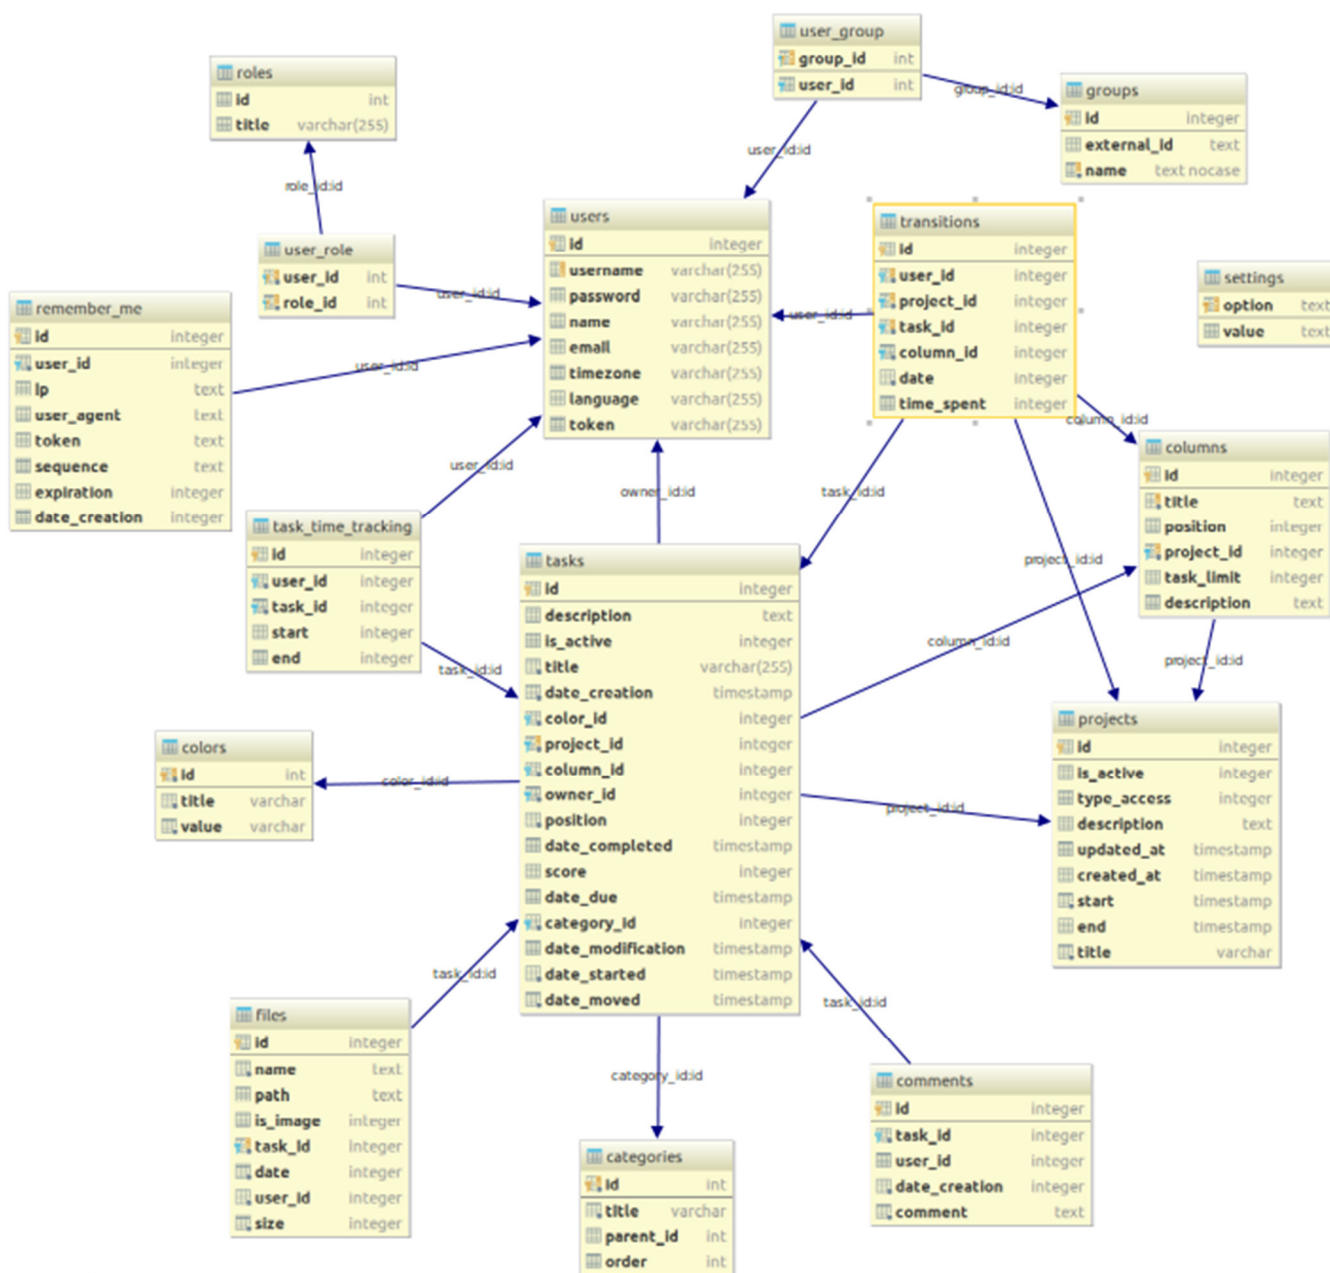 user_group
group_id int
user_id int
roles
id int
title varchar(255)
group_id:id
groups
id integer
external_id text
name text nocase
user_id:id
role_id:id
users
id integer
username varchar(255)
password varchar(255)
name varchar(255)
email varchar(255)
timezone varchar(255)
language varchar(255)
token varchar(255)
transitions
id integer
user_id integer
project_id integer
task_id integer
column_id integer
date integer
time_spent integer
user_role
user_id int
role_id int
user_id:id
user_id:id
settings
option text
value text
remember_me
id integer
user_id integer
ip text
user_agent text
token text
sequence text
expiration integer
date_creation integer
user_id:id
column_id:id
columns
id integer
title text
position integer
project_id integer
task_limit integer
description text
user_id:id
owner_id:id
task_id:id
task_time_tracking
id integer
user_id integer
task_id integer
start integer
end integer
project_id:id
tasks
id integer
description text
is_active integer
title varchar(255)
date_creation timestamp
color_id integer
project_id integer
column_id integer
owner_id integer
position integer
date_completed timestamp
score integer
date_due timestamp
category_id integer
date_modification timestamp
date_started timestamp
date_moved timestamp
column_id:id
project_id:id
task_id:id
projects
id integer
is_active integer
type_access integer
description text
updated_at timestamp
created_at timestamp
start timestamp
end timestamp
title varchar
colors
id int
title varchar
value varchar
color_id:id
project_id:id
task_id:id
task_id:id
files
id integer
name text
path text
is_image integer
task_id integer
date integer
user_id integer
size integer
category_id:id
comments
id integer
task_id integer
user_id integer
date_creation integer
comment text
categories
id int
title varchar
parent_id int
order int